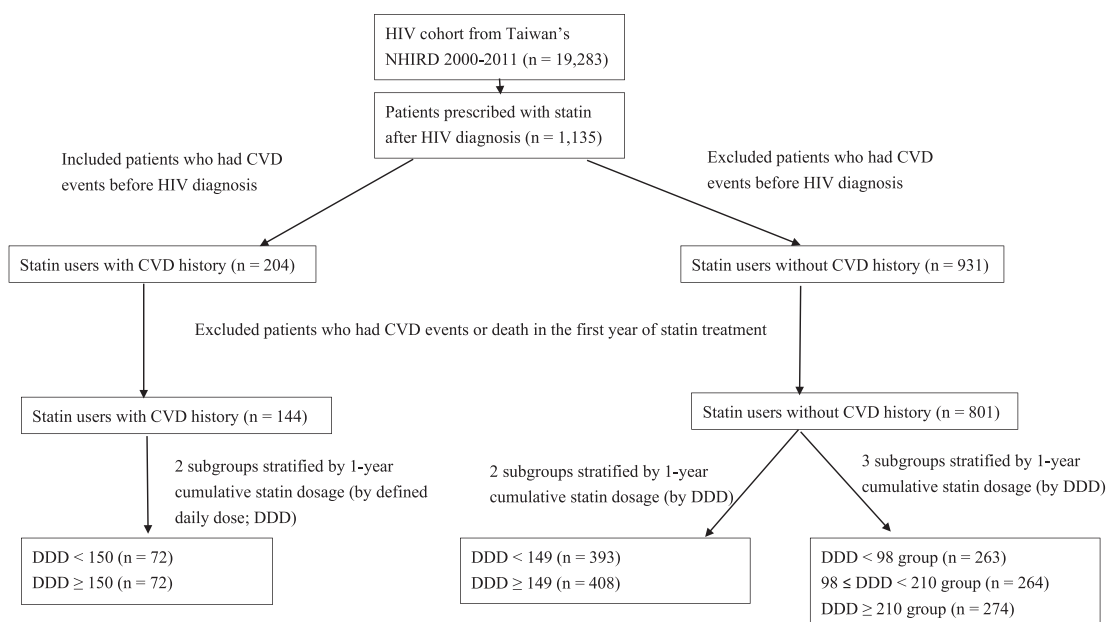 HIV cohort from Taiwan's
NHIRD 2000-2011 (n = 19,283)
Patients prescribed with statin
after HIV diagnosis (n = 1,135)
Included patients who had CVD
events before HIV diagnosis
Excluded patients who had CVD
events before HIV diagnosis
Statin users with CVD history (n = 204)
Statin users without CVD history (n = 931)
Excluded patients who had CVD events or death in the first year of statin treatment
Statin users with CVD history (n = 144)
Statin users without CVD history (n = 801)
2 subgroups stratified by 1-year
cumulative statin dosage (by defined
daily dose; DDD)
2 subgroups stratified by 1-year
cumulative statin dosage (by DDD)
3 subgroups stratified by 1-year
cumulative statin dosage (by DDD)
DDD < 150 (n = 72)
DDD ≥ 150 (n = 72)
DDD < 149 (n = 393)
DDD ≥ 149 (n = 408)
DDD < 98 group (n = 263)
98 ≤ DDD < 210 group (n = 264)
DDD ≥ 210 group (n = 274)